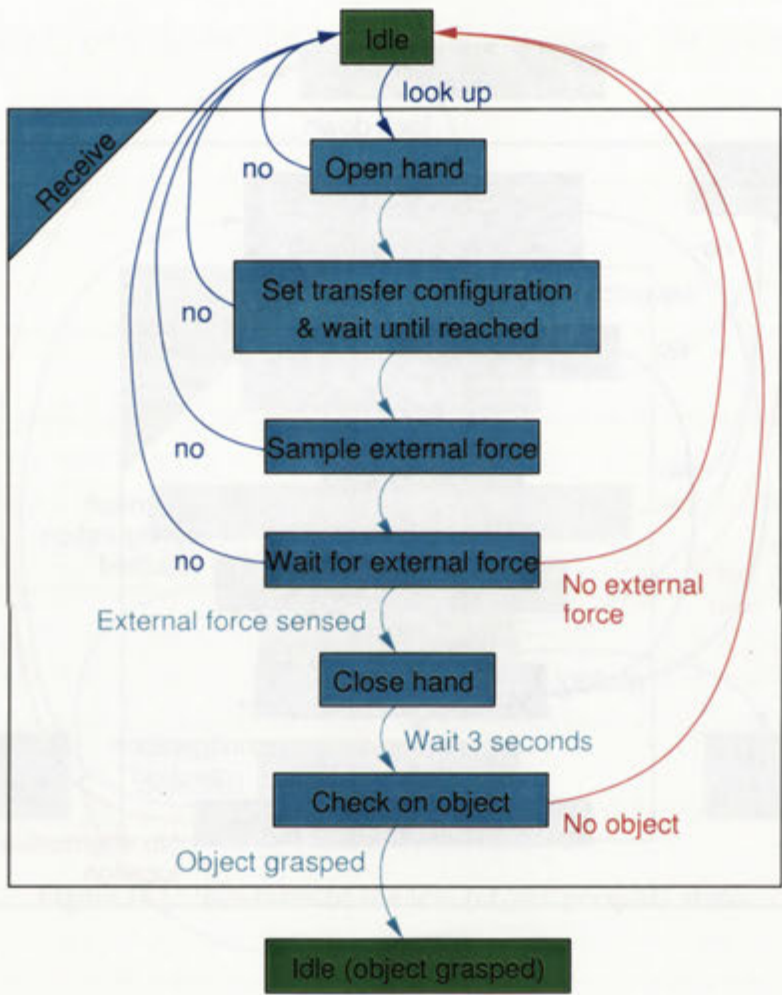 Idle
look up
Receive
no
Open hand
Set transfer configuration
& wait until reached
no
no
Sample external force
no
Wait for external force
No external
force
External force sensed
Close hand
Wait 3 seconds
Check on object
No object
Object grasped
Idle (object grasped)